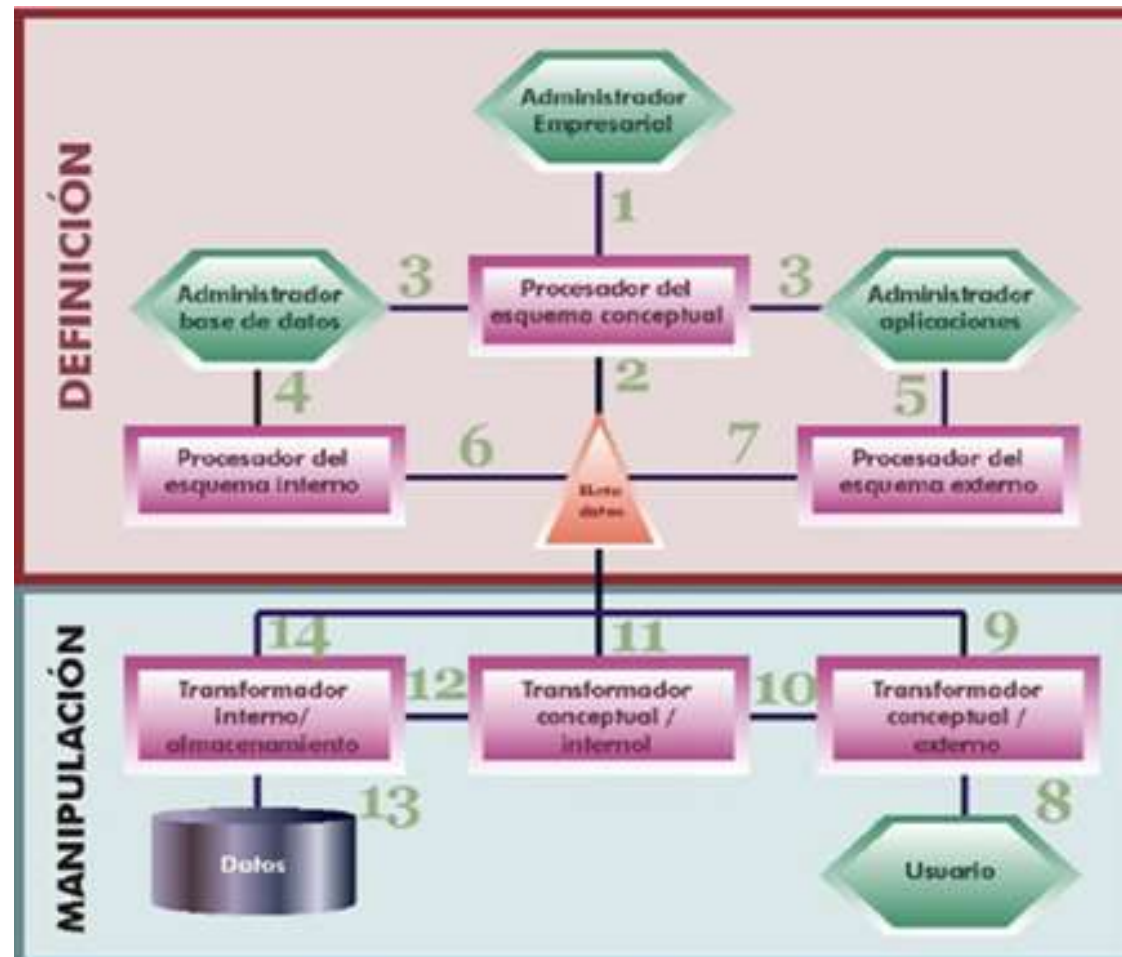 DEFINICIÓN
Administrador
Empresarial
1
Administrador
base de datos
3
Procesador del
esquema conceptual
3
Administrador
aplicaciones
4
2
5
Procesador del
esquema interno
6
datos
7
Procesador del
esquema externo
MANIPULACIÓN
14
11
9
Transformador
interno/
almacenamiento
12
Transformador
conceptual /
internol
10
Transformador
conceptual /
externo
13
8
Datos
Usuario